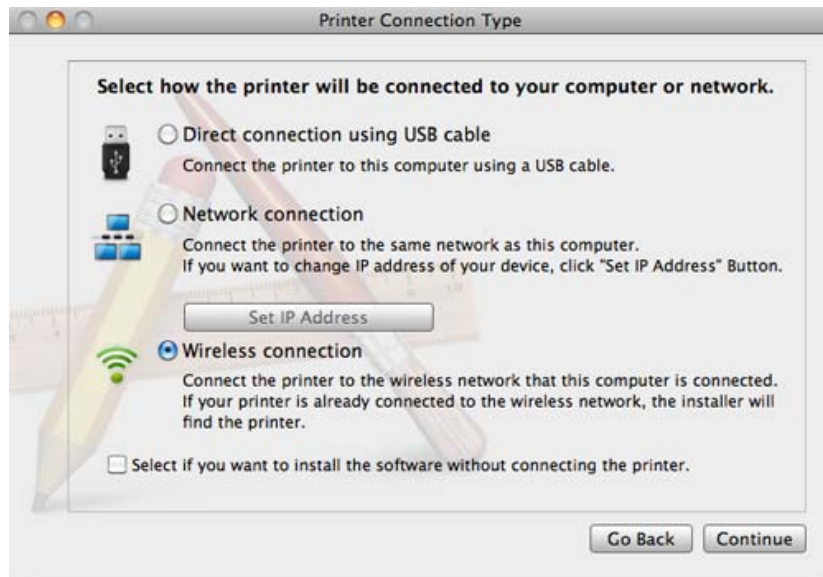 Printer Connection Type
Select how the printer will be connected to your computer or network.
Direct connection using USB cable
Connect the printer to this computer using a USB cable.
Network connection
Connect the printer to the same network as this computer.
If you want to change IP address of your device, click "Set IP Address" Button.
Set IP Address
Wireless connection
Connect the printer to the wireless network that this computer is connected.
If your printer is already connected to the wireless network, the installer will
find the printer.
Select if you want to install the software without connecting the printer.
Go Back
Continue